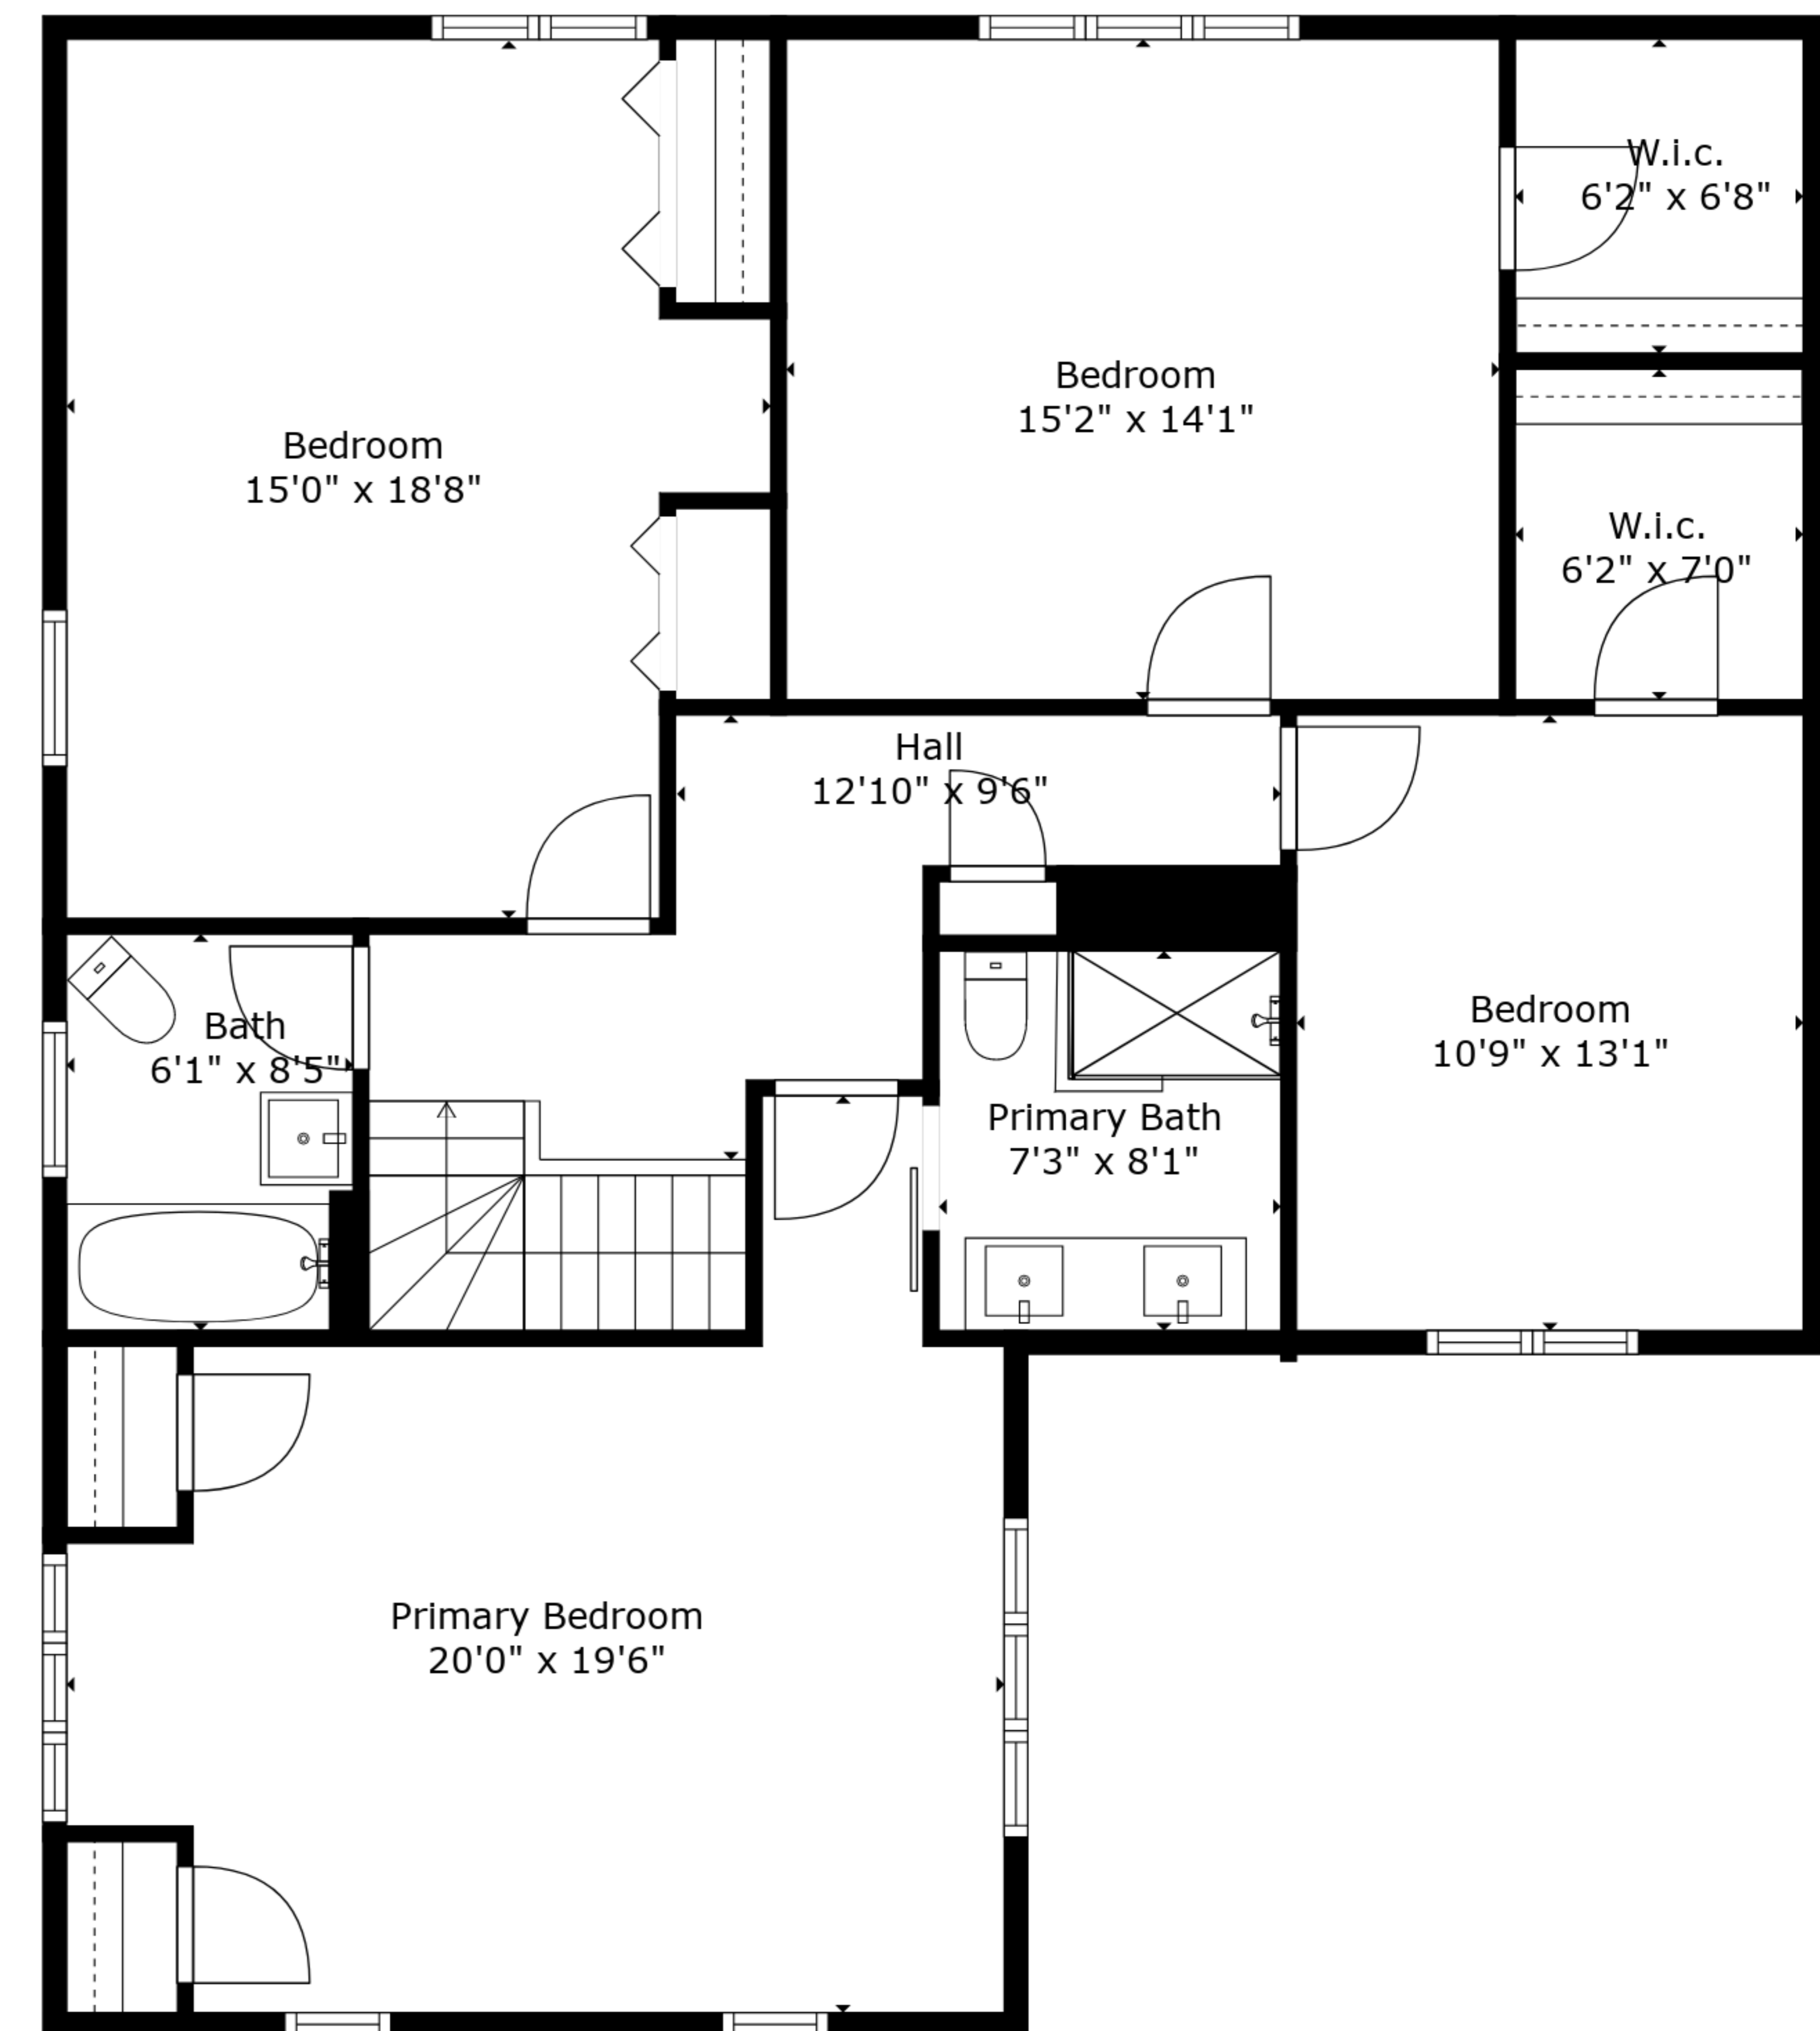 W.i.c.
6'2" x 6'8"
Bedroom
15'2" x 14'1"
Bedroom
15'0" x 18'8"
W.i.c.
6'2" x 7'0"
Hall
12'10" x 9'6"
Bedroom
10'9" x 13'1"
Bath
6'1" x 8'5"
Primary Bath
7'3" x 8'1"
Primary Bedroom
20'0" x 19'6"